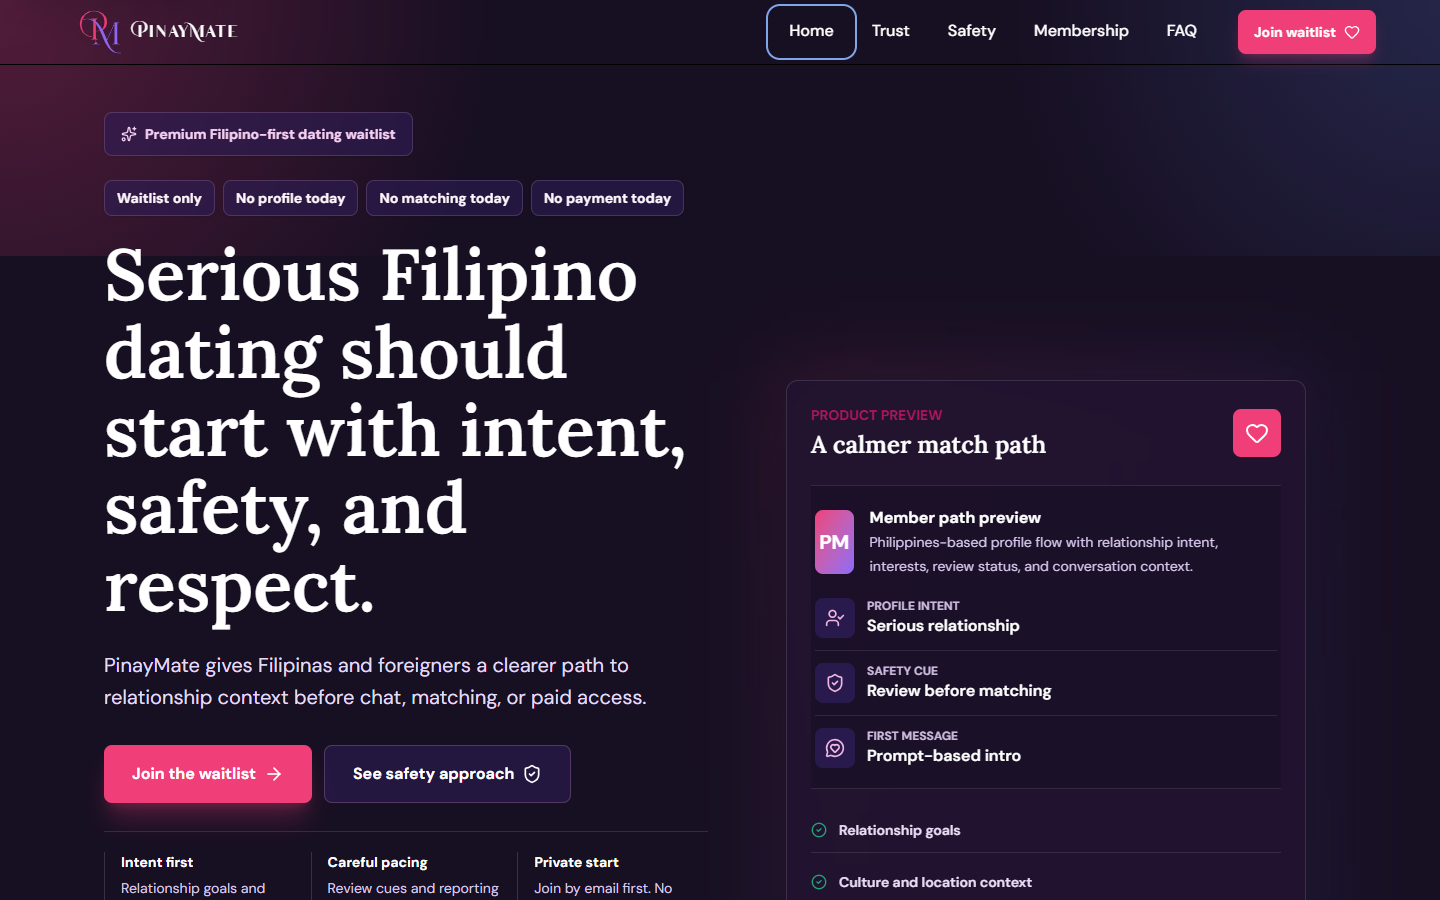 PM PINAYMATE
Home
Trust
Safety
Membership
FAQ
Join waitlist
Premium Filipino-first dating waitlist
Waitlist only
No profile today
No matching today
No payment today
Serious Filipino
dating should
start with intent,
safety, and
respect.
PinayMate gives Filipinas and foreigners a clearer path to
relationship context before chat, matching, or paid access.
Join the waitlist
See safety approach
Intent first
Relationship goals and
Careful pacing
Review cues and reporting
Private start
Join by email first. No
PRODUCT PREVIEW
A calmer match path
PM
Member path preview
Philippines-based profile flow with relationship intent,
interests, review status, and conversation context.
PROFILE INTENT
Serious relationship
SAFETY CUE
Review before matching
FIRST MESSAGE
Prompt-based intro
Relationship goals
Culture and location context